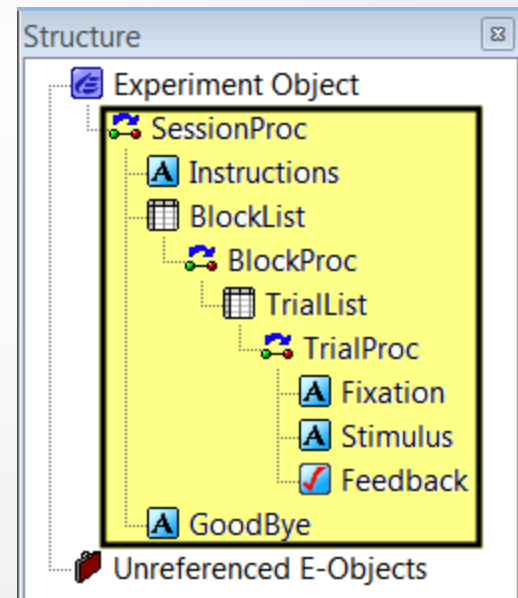 Structure
Experiment Object
SessionProc
Instructions
BlockList
BlockProc
TrialList
TrialProc
Fixation
Stimulus
Feedback
GoodBye
Unreferenced E-Objects